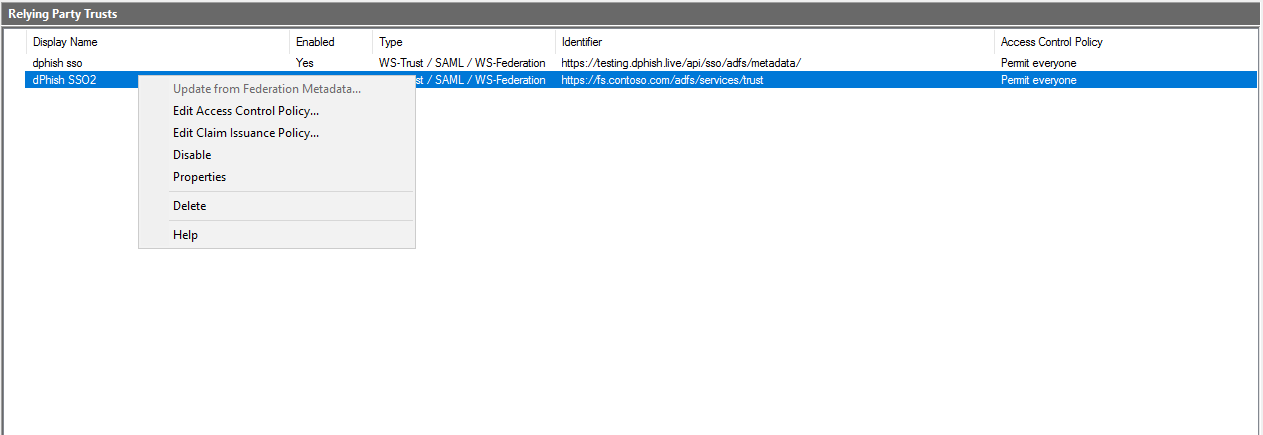 Relying Party Trusts
Display Name Enabled Type Identifier Access Control Policy
dphish sso Yes WS-Trust / SAML / WS-Federation https://testing.dphish.live/api/sso/adfs/metadata/ Permit everyone
dPhish SSO2 st / SAML / WS-Federation https://fs.contoso.com/adfs/services/trust Permit everyone
Update from Federation Metadata...
Edit Access Control Policy...
Edit Claim Issuance Policy...
Disable
Properties
Delete
Help